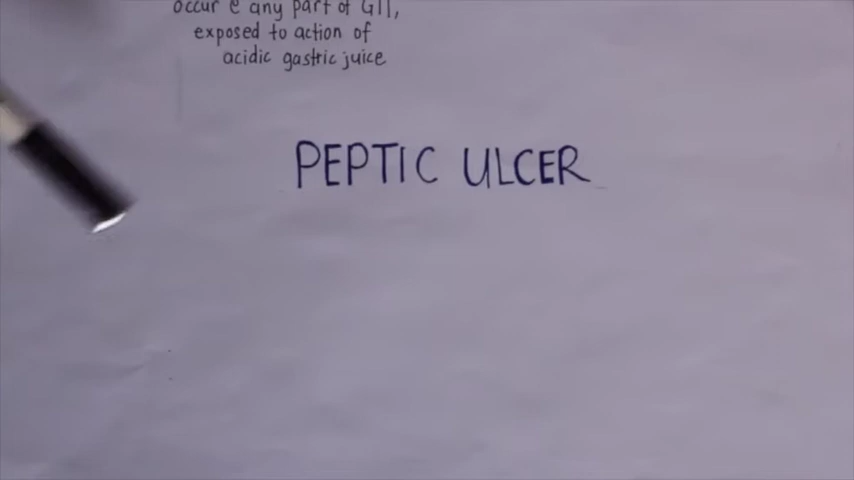 occur e any part of GIT,
exposed to action of
acidic gastric juice
PEPTIC ULCER